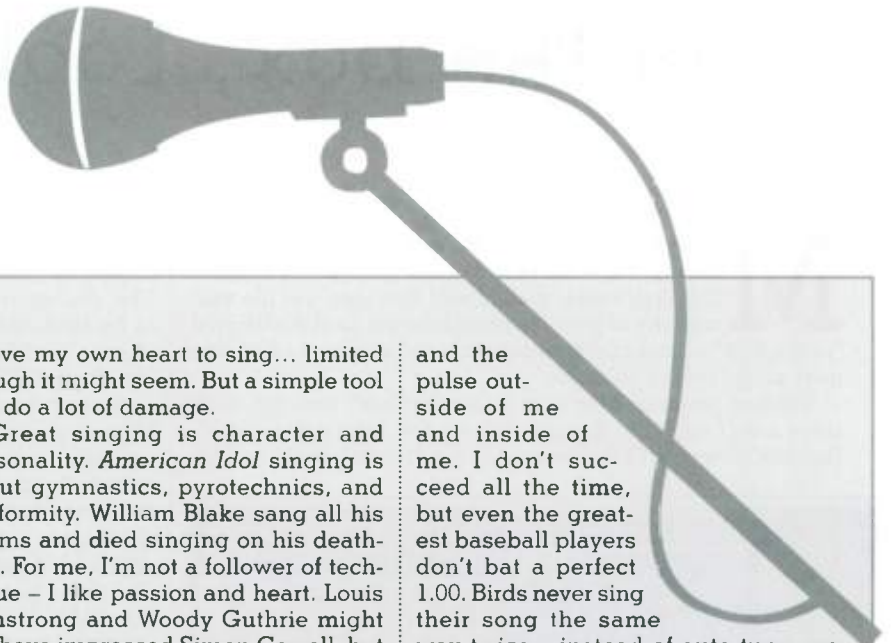 ve my own heart to sing... limited
ugh it might seem. But a simple tool
do a lot of damage.
Great singing is character and
sonality. American Idol singing is
ut gymnastics, pyrotechnics, and
formity. William Blake sang all his
ms and died singing on his death-
. For me, I'm not a follower of tech-
ue – I like passion and heart. Louis
mstrong and Woody Guthrie might
and the
pulse out-
side of me
and inside of
me. I don't suc-
ceed all the time,
but even the great-
est baseball players
don't bat a perfect
1.00. Birds never sing
their song the same